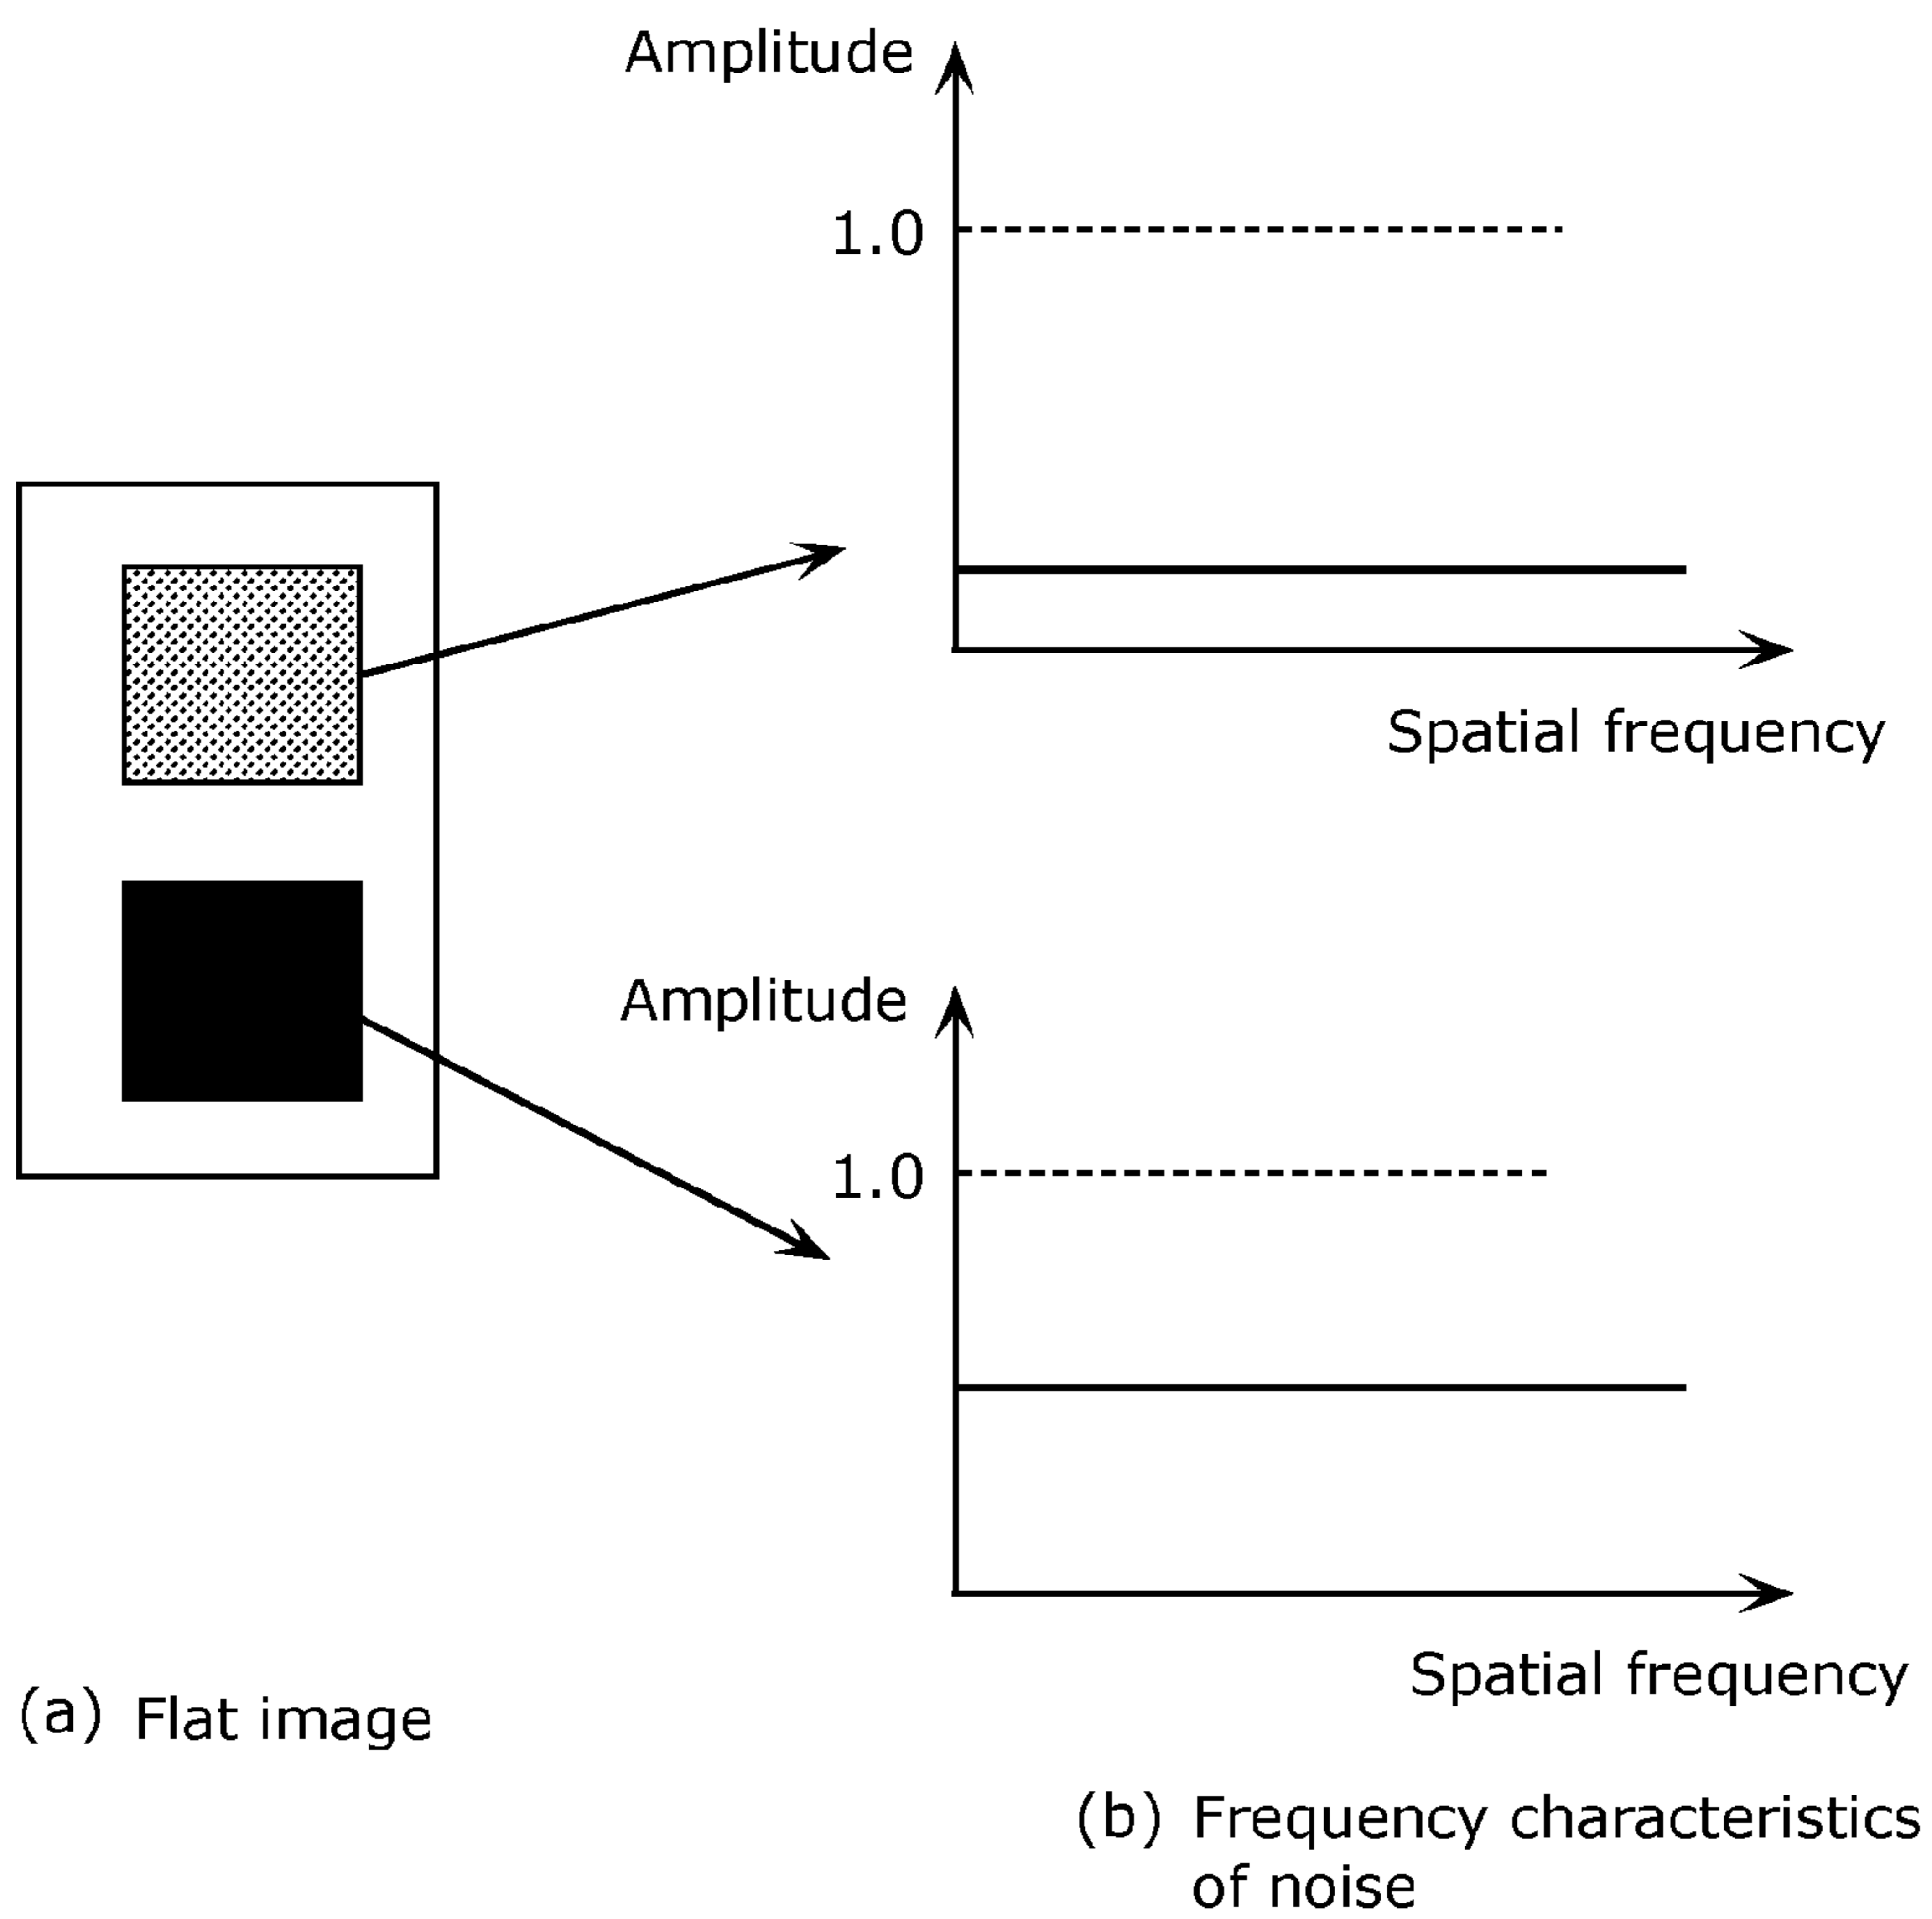 Amplitude
1.0
Spatial frequency
Amplitude
1.0
Spatial frequency
(a) Flat image
(b) Frequency characteristics
of noise